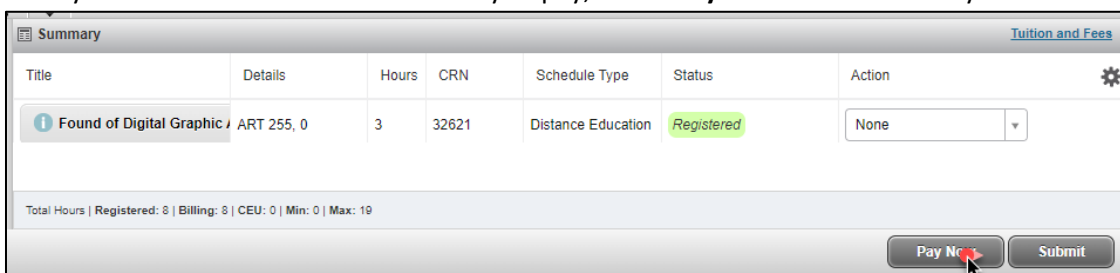 Summary Tuition and Fees
Title Details Hours CRN Schedule Type Status Action
Found of Digital Graphic ART 255, 0 3 32621 Distance Education Registered None
Total Hours | Registered: 8 | Billing: 8 | CEU: 0 | Min: 0 | Max: 19
Pay Now Submit